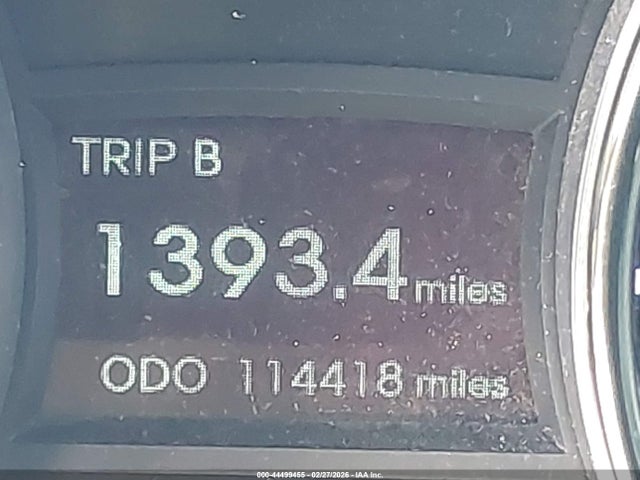 TRIP B
1393.4 miles
ODO 114418 miles
000-44499455 - 02/27/2026 - IAA Inc.